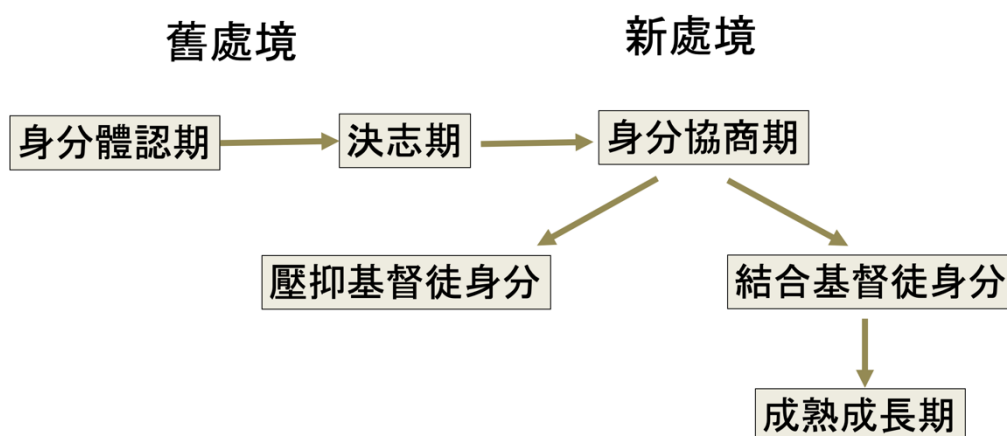 舊處境
新處境
身分體認期
決志期
身分協商期
壓抑基督徒身分
結合基督徒身分
成熟成長期